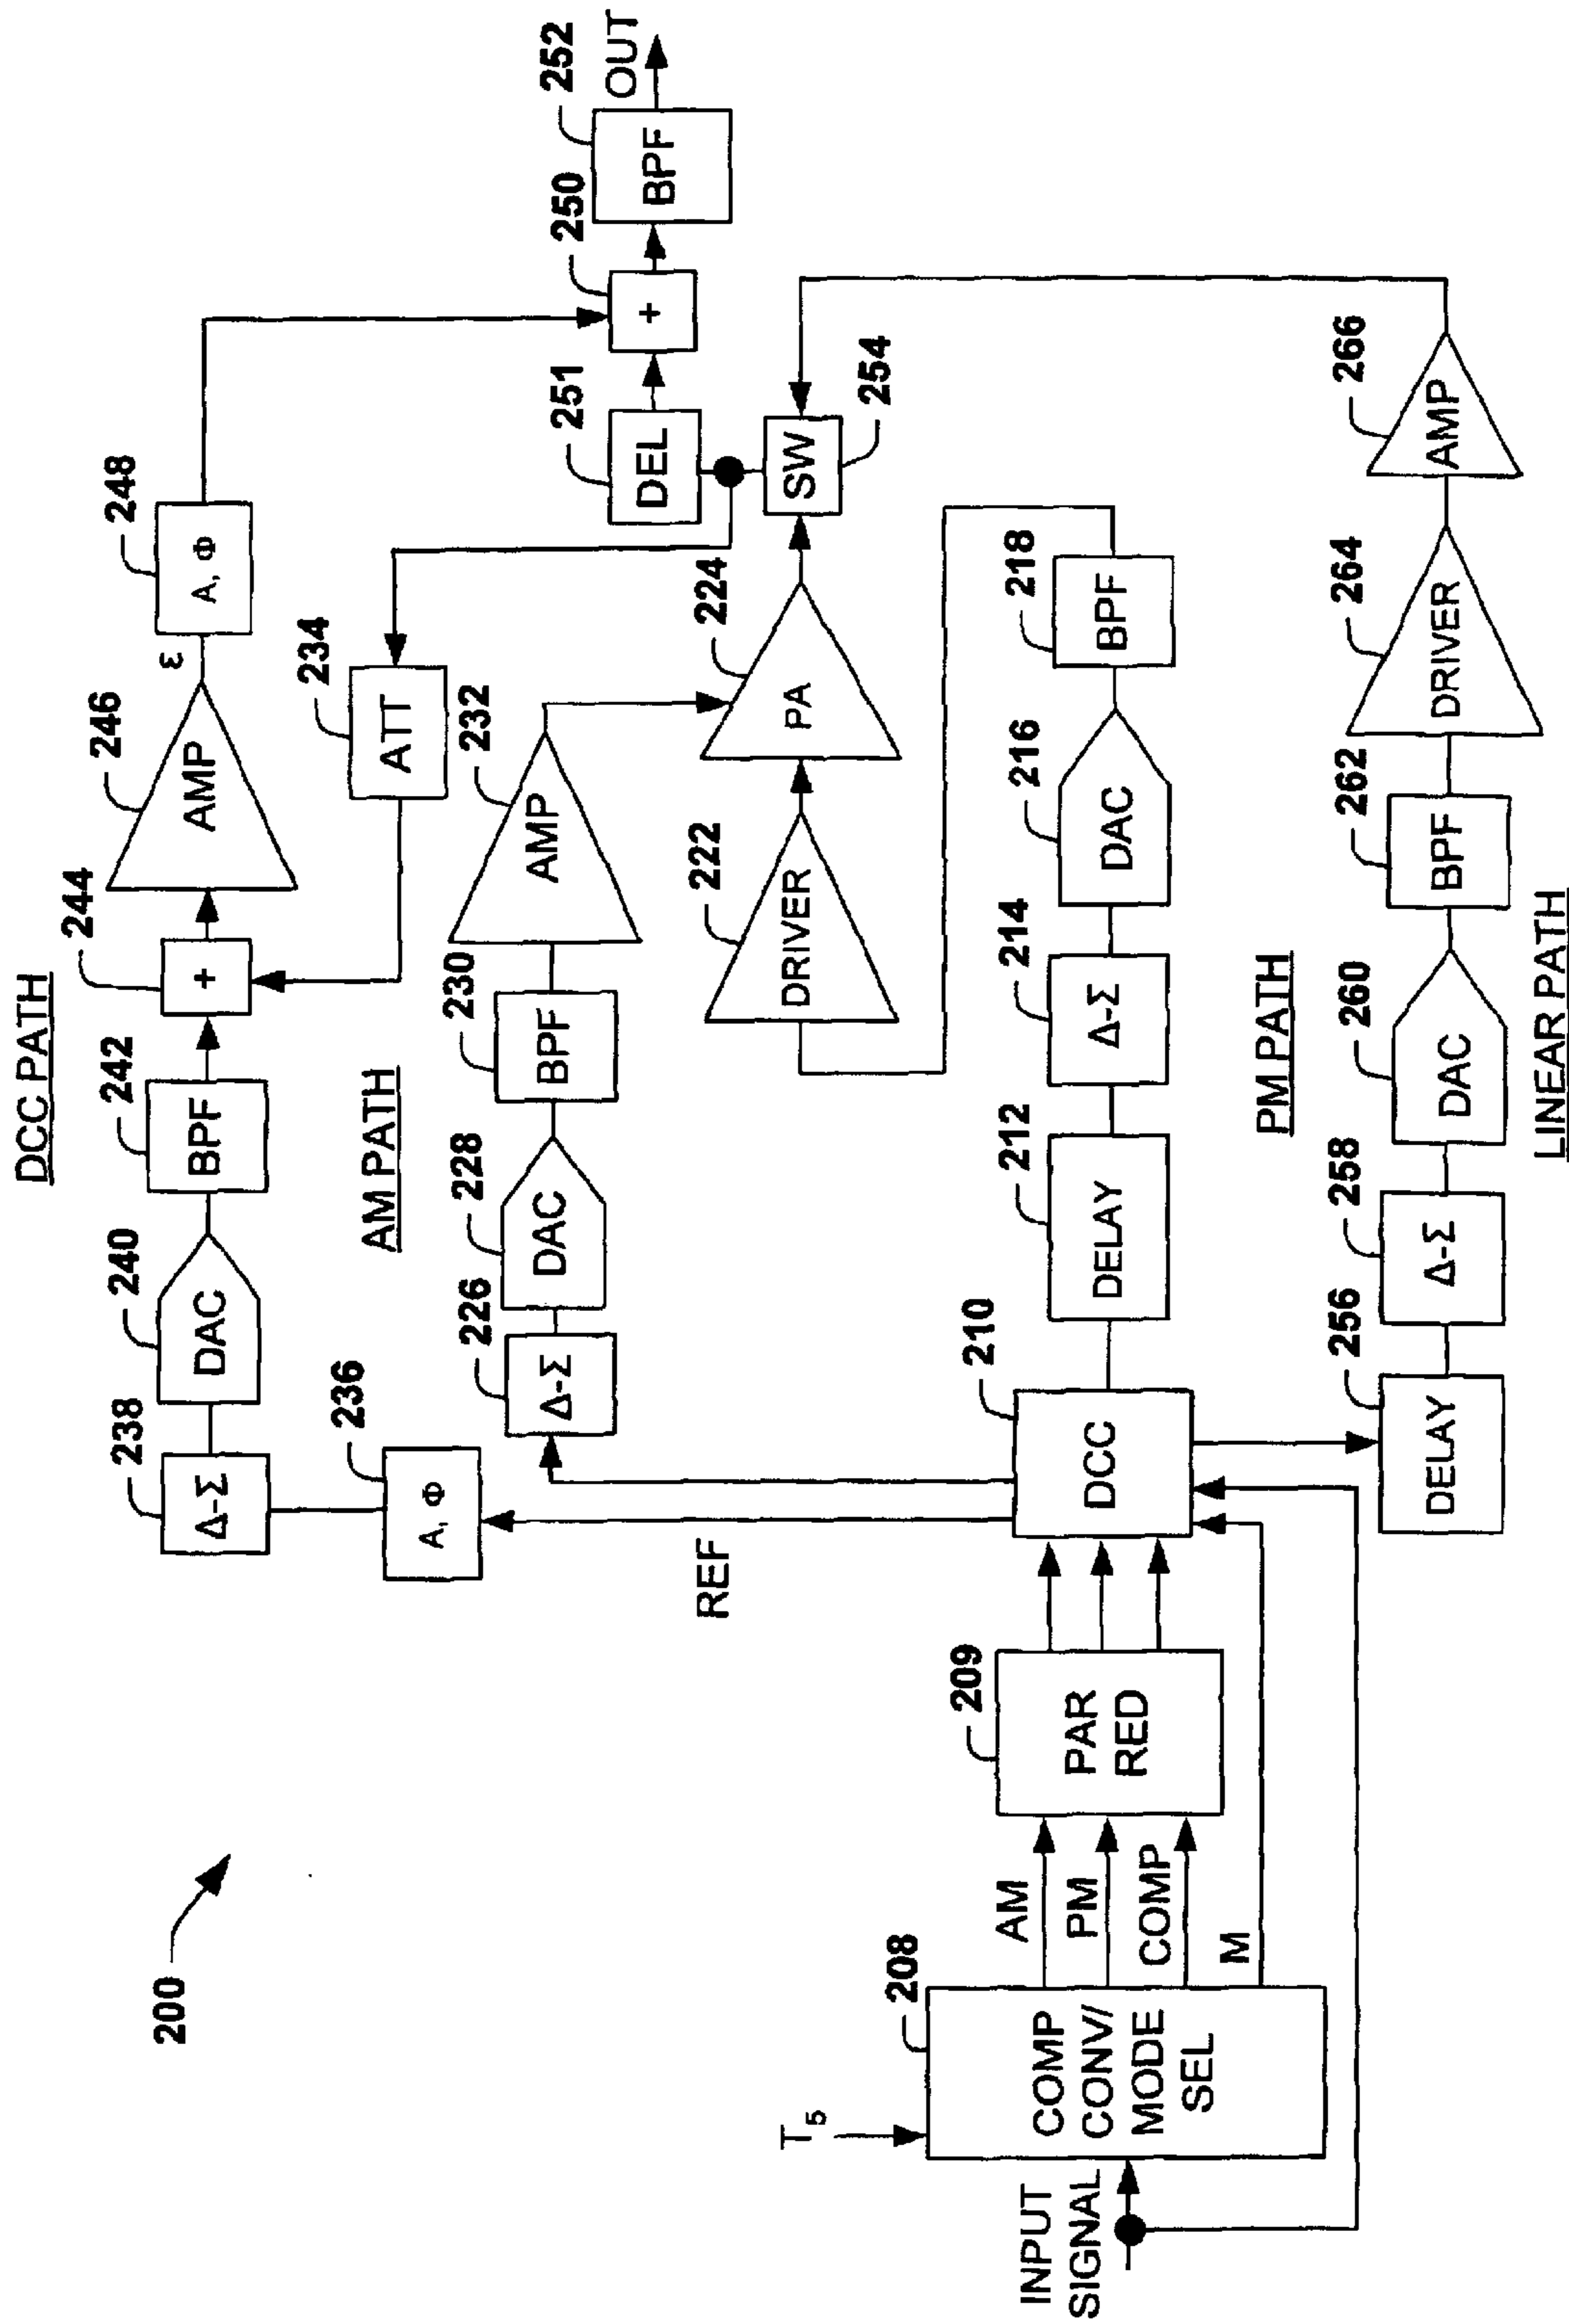 200
DCC PATH
238
Δ-Σ
240
DAC
242
BPF
244
+
246
AMP
ε
248
A, Φ
236
A, Φ
REF
234
ATT
AM PATH
226
Δ-Σ
228
DAC
230
BPF
232
AMP
222
DRIVER
224
PA
254
SW
251
DEL
250
+
252
BPF
OUT
T5
INPUT
SIGNAL
208
COMP
CONV/
MODE
SEL
AM
PM
COMP
M
209
PAR
RED
210
DCC
212
DELAY
214
Δ-Σ
216
DAC
218
BPF
PM PATH
256
DELAY
258
Δ-Σ
260
DAC
262
BPF
264
DRIVER
266
AMP
LINEAR PATH